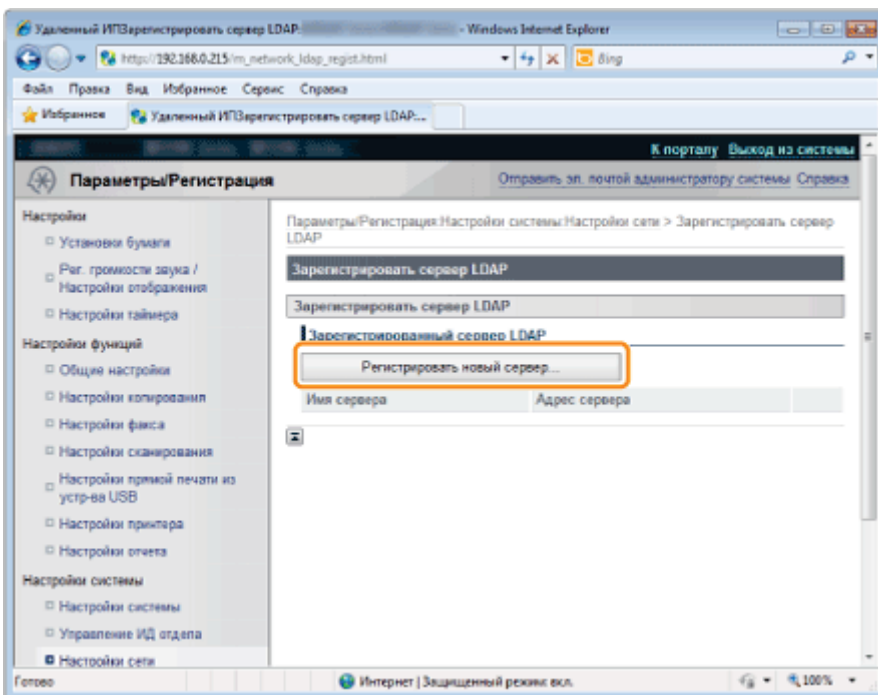 Удаленный ИПЗарегистрировать сервер LDAP: - Windows Internet Explorer
http://192.168.0.215/m_network_ldap_regist.html
Bing
Файл Правка Вид Избранное Сервис Справка
Избранное Удаленный ИПЗарегистрировать сервер LDAP:...
К порталу Выход из системы
Параметры/Регистрация
Отправить эл. почтой администратору системы Справка
Настройки
Установки бумаги
Рег. громкости звука /
Настройки отображения
Настройки таймера
Настройки функций
Общие настройки
Настройки копирования
Настройки факса
Настройки сканирования
Настройки прямой печати из
устр-ва USB
Настройки принтера
Настройки отчета
Настройки системы
Настройки системы
Управление ИД отдела
Настройки сети
Параметры/Регистрация:Настройки системы:Настройки сети > Зарегистрировать сервер
LDAP
Зарегистрировать сервер LDAP
Зарегистрировать сервер LDAP
Зарегистрированный сервер LDAP
Регистрировать новый сервер...
Имя сервера Адрес сервера
Готово
Интернет | Защищенный режим: вкл.
100%